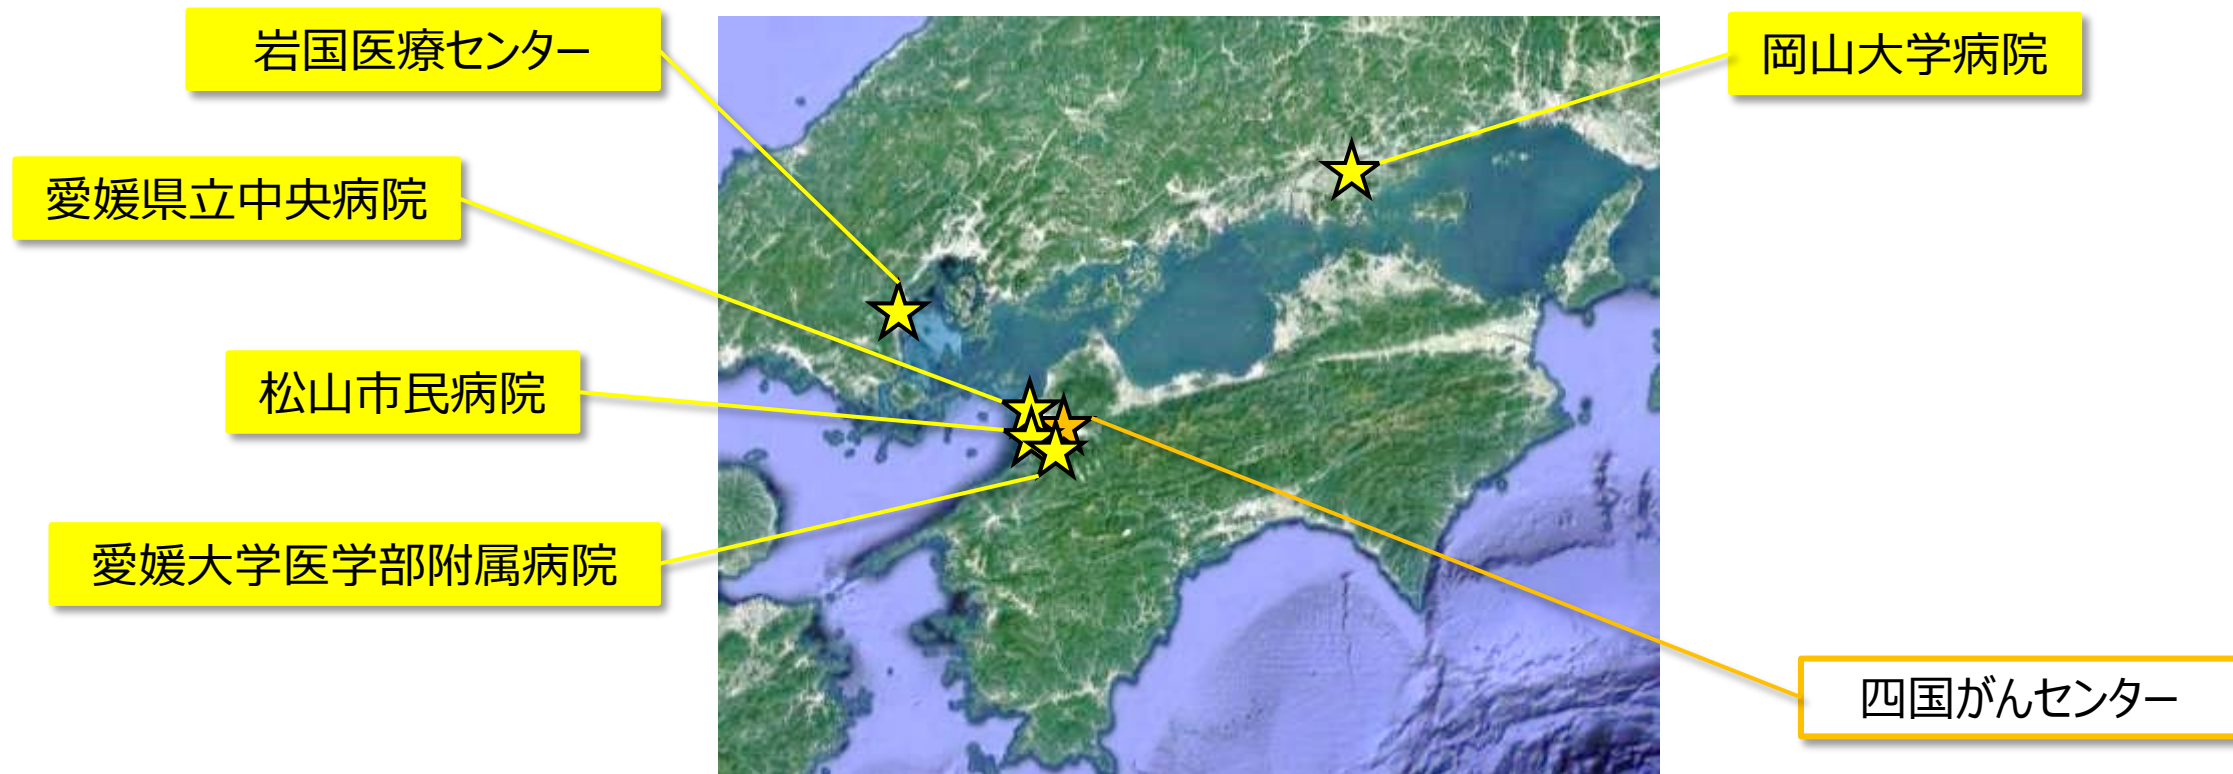 岩国医療センター
岡山大学病院
愛媛県立中央病院
松山市民病院
愛媛大学医学部附属病院
四国がんセンター